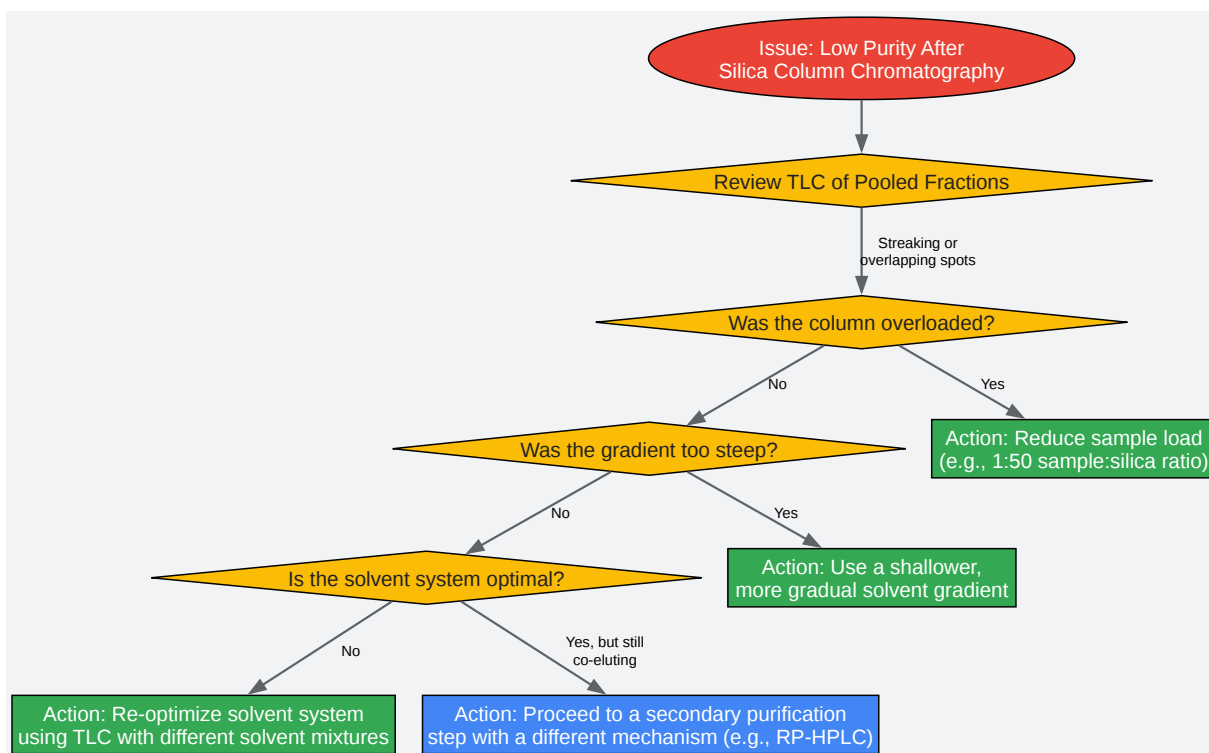 Issue: Low Purity After
Silica Column Chromatography
Review TLC of Pooled Fractions
Streaking or
overlapping spots
Was the column overloaded?
No
Yes
Was the gradient too steep?
Action: Reduce sample load
(e.g., 1:50 sample:silica ratio)
No
Yes
Is the solvent system optimal?
Action: Use a shallower,
more gradual solvent gradient
No
Yes, but still
co-eluting
Action: Re-optimize solvent system
using TLC with different solvent mixtures
Action: Proceed to a secondary purification
step with a different mechanism (e.g., RP-HPLC)